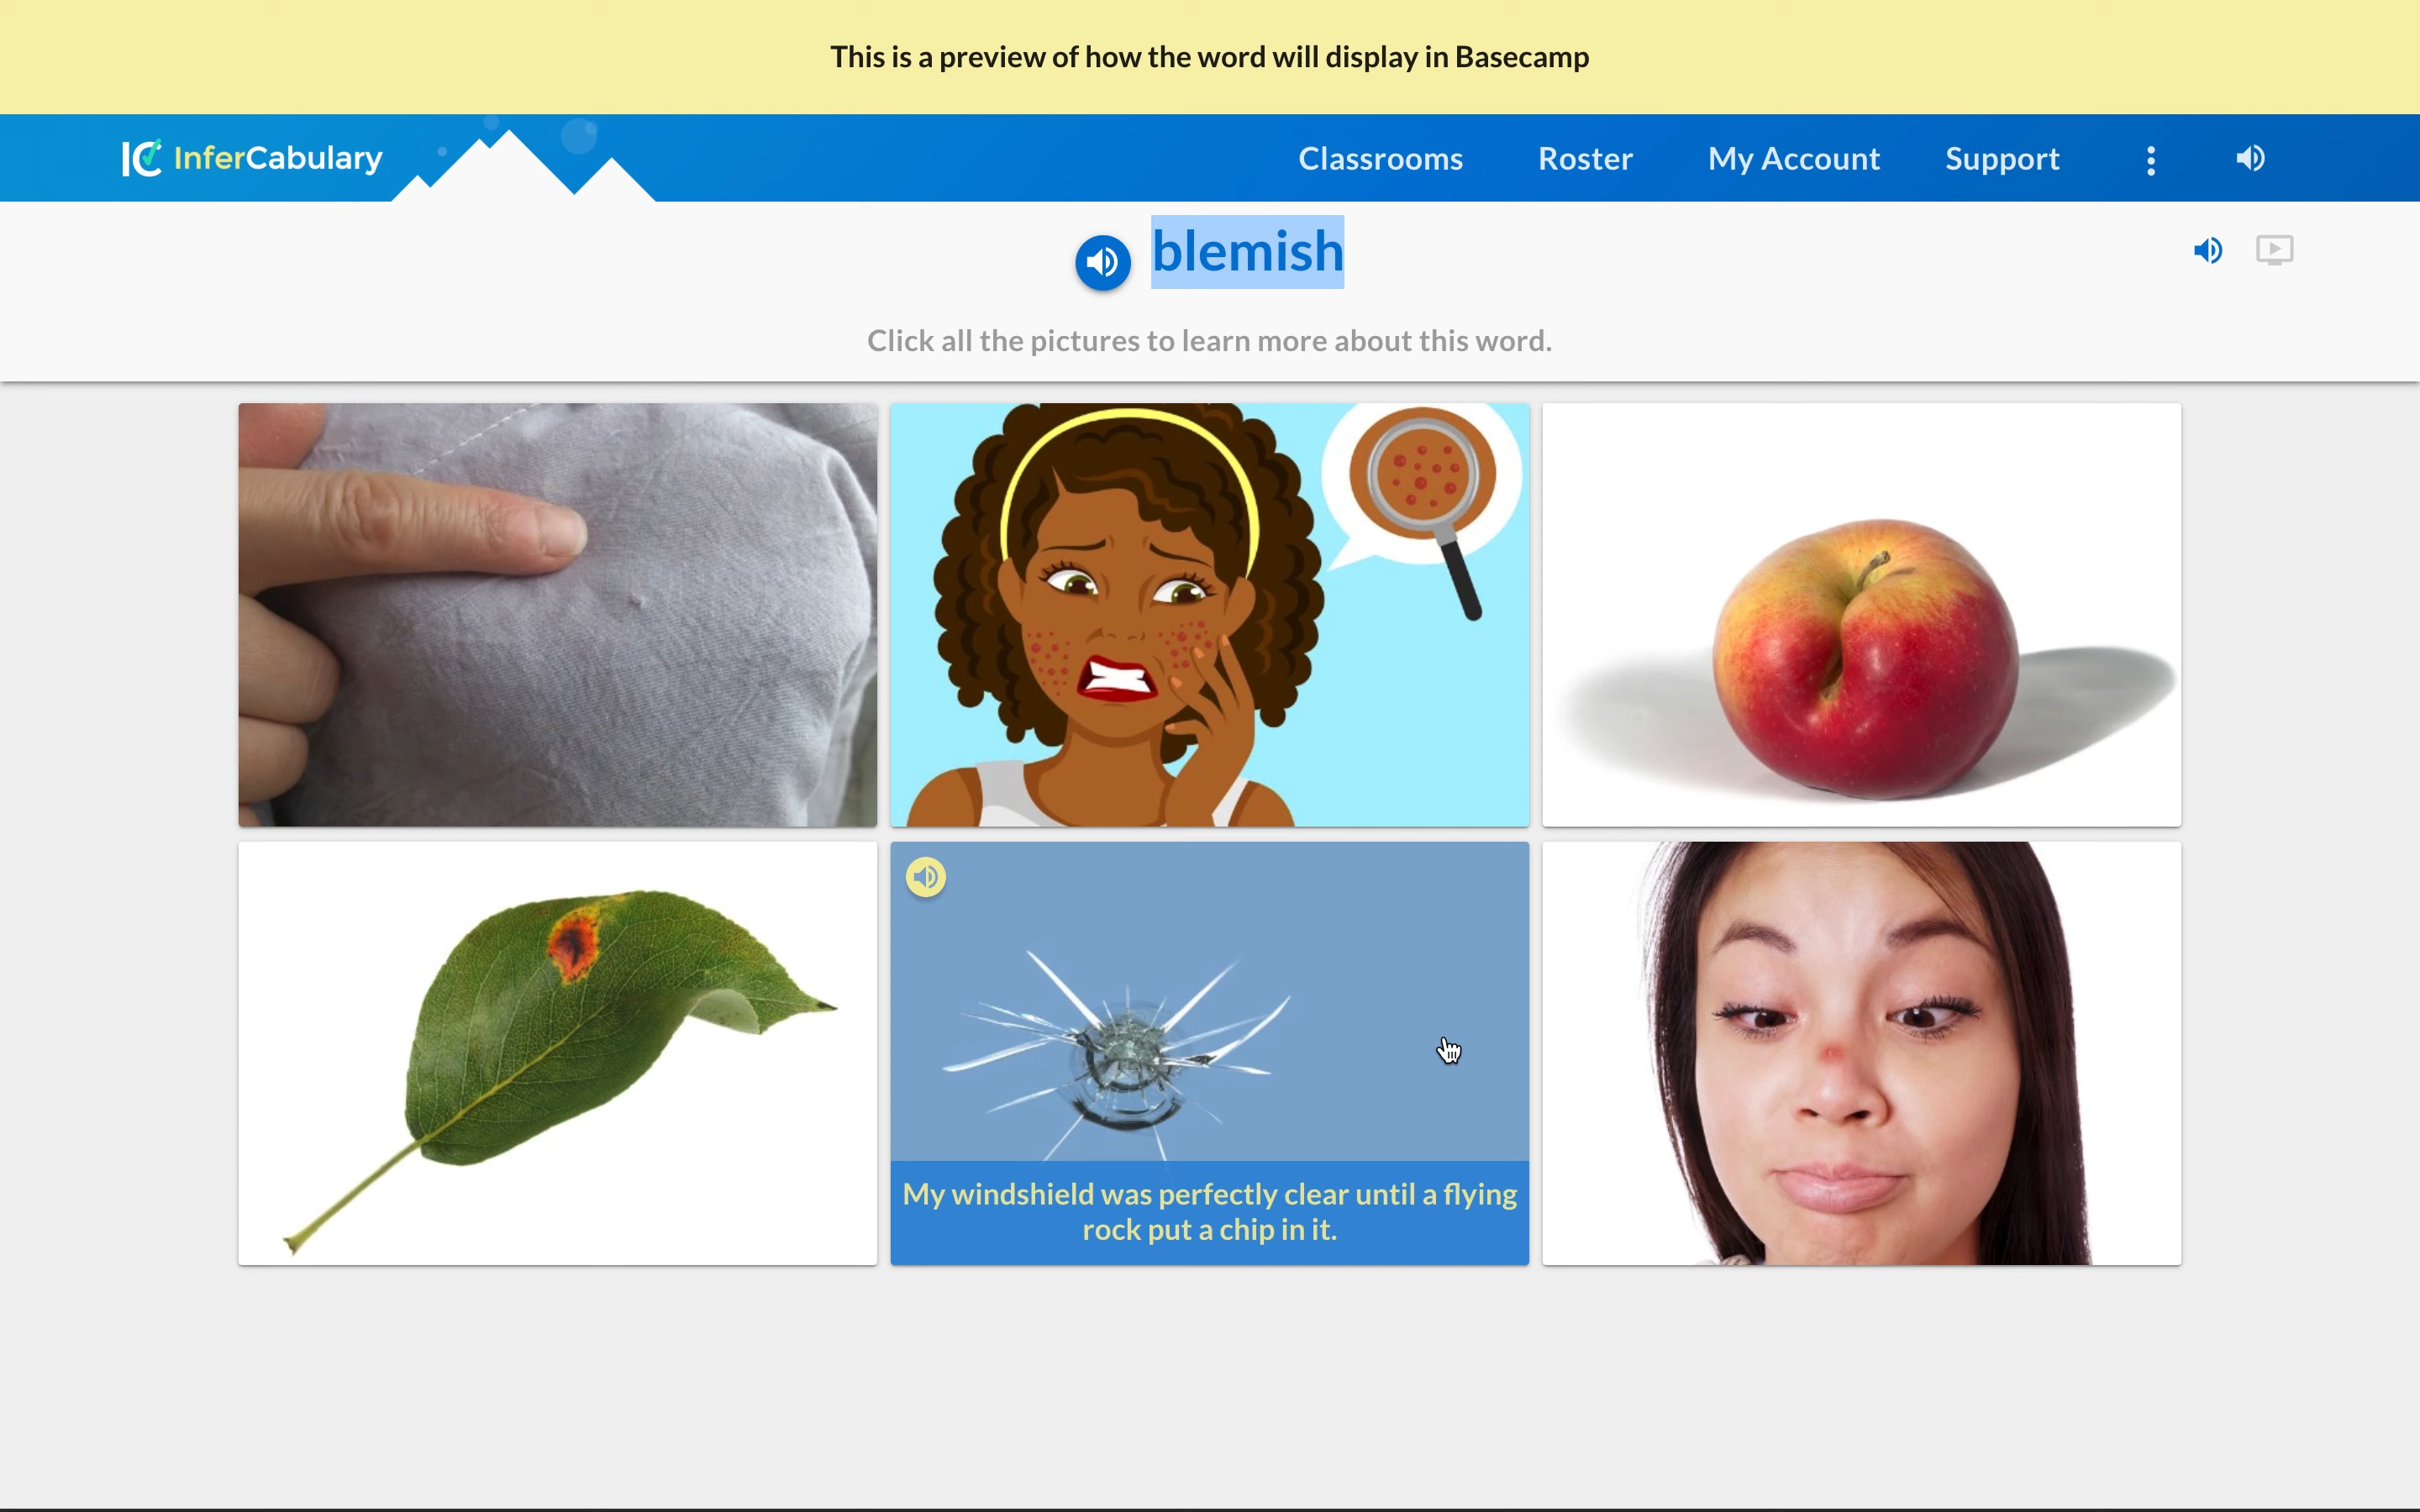 This is a preview of how the word will display in Basecamp
IC InferCabulary
Classrooms Roster My Account Support
blemish
Click all the pictures to learn more about this word.
My windshield was perfectly clear until a flying
rock put a chip in it.